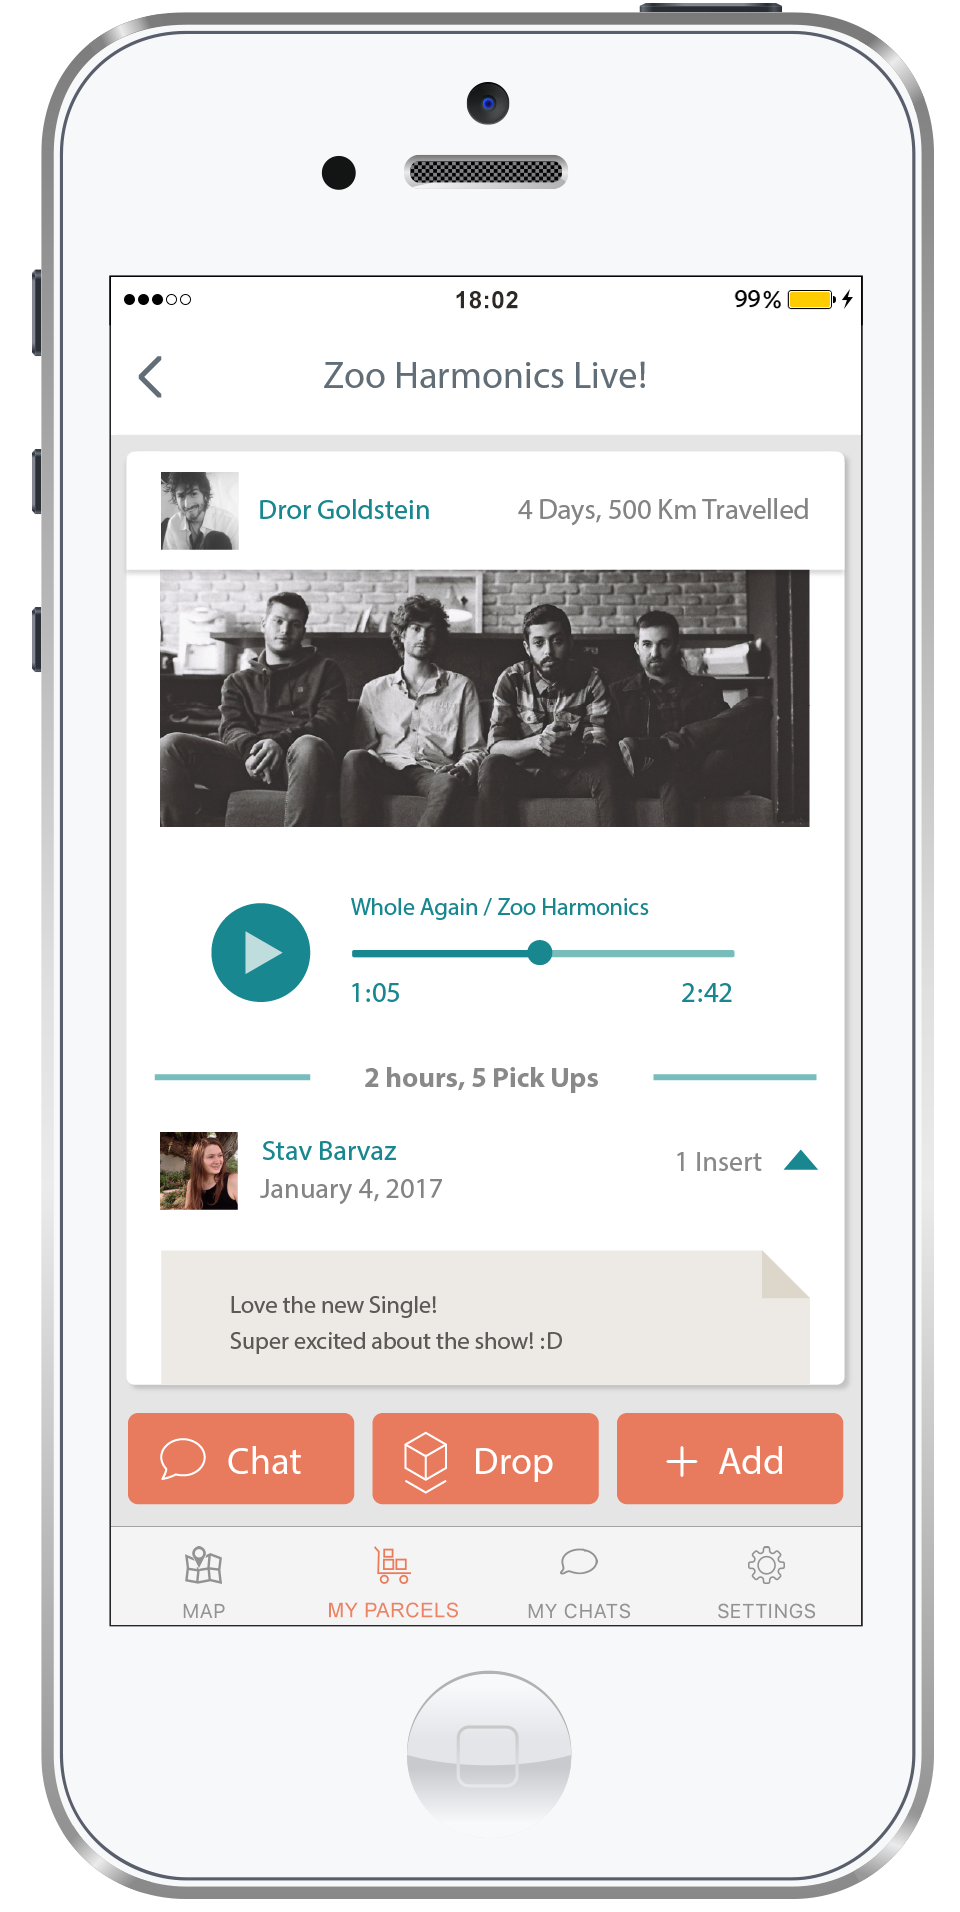 18:02
99%
Zoo Harmonics Live!
Dror Goldstein
4 Days, 500 Km Travelled
Whole Again / Zoo Harmonics
1:05
2:42
2 hours, 5 Pick Ups
Stav Barvaz
1 Insert
January 4, 2017
Love the new Single!
Super excited about the show! :D
Chat
Drop
+ Add
MAP
MY PARCELS
MY CHATS
SETTINGS